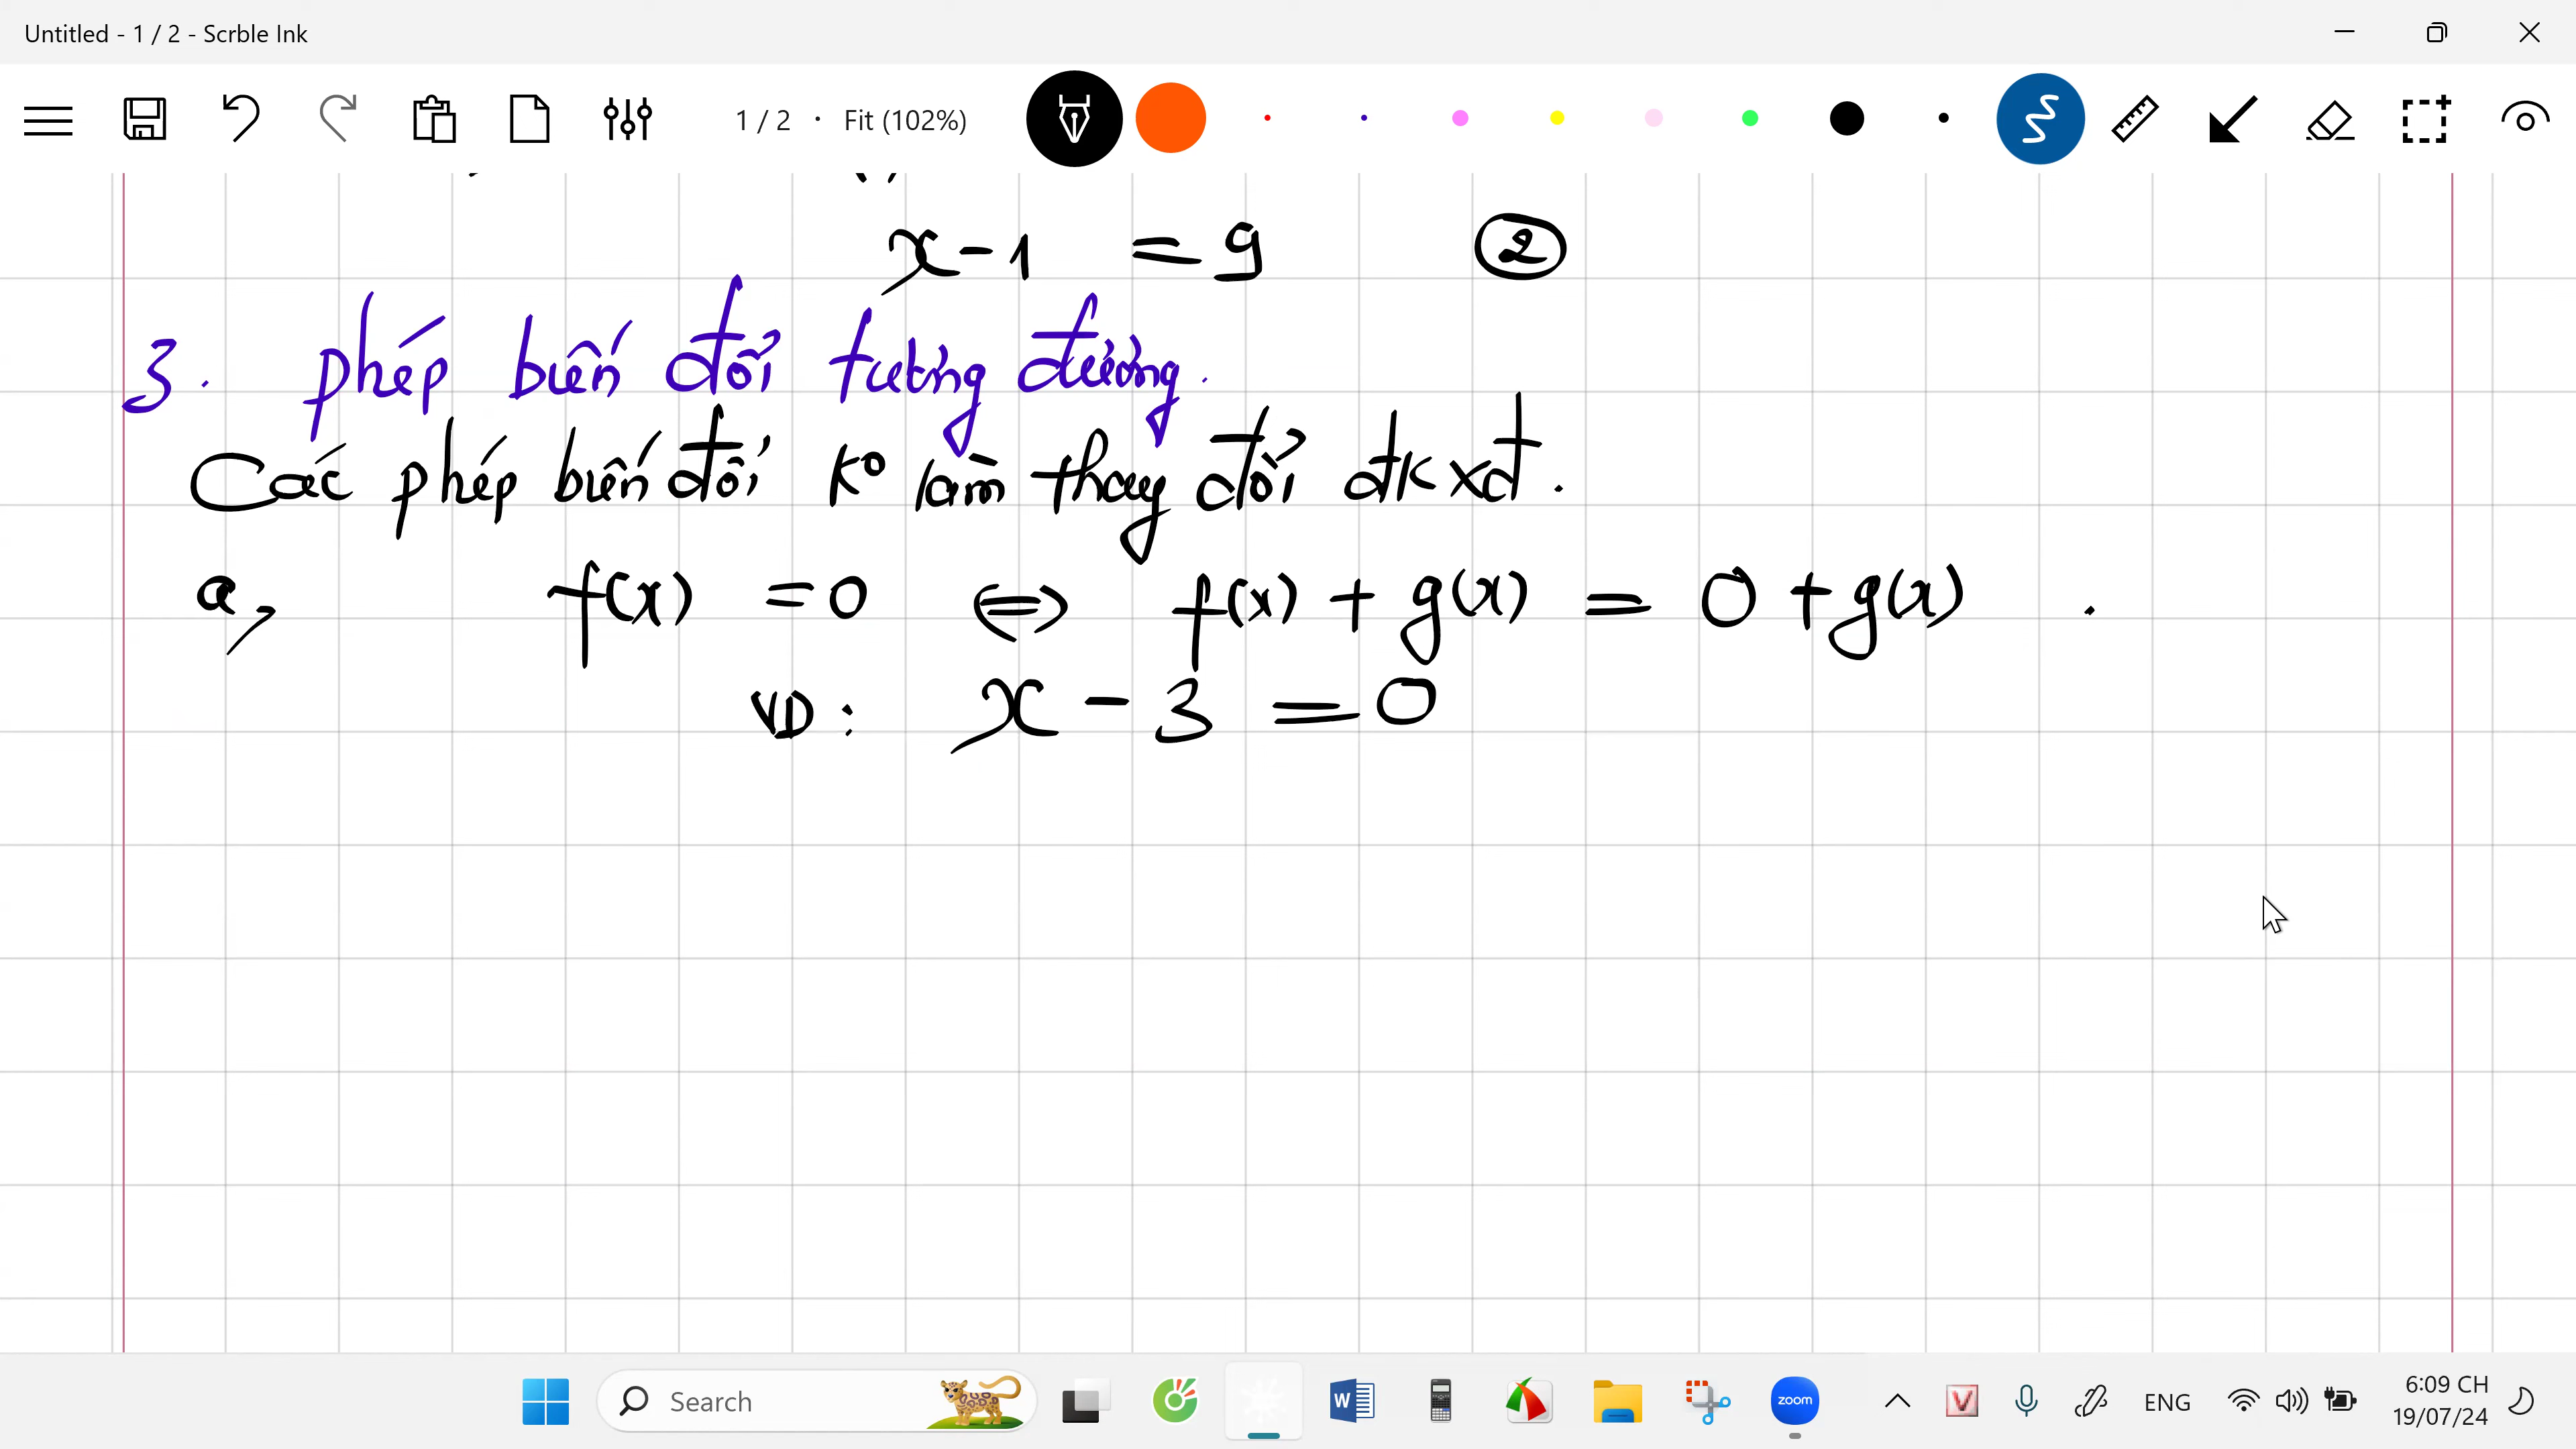 Untitled - 1 / 2 - Scrble Ink
1 / 2 · Fit (102%)
x - 1 = 9 ②
3. phép biến đổi tương đương.
Các phép biến đổi k° làm thay đổi đkxđ.
a, f(x) = 0 ⇔ f(x) + g(x) = 0 + g(x) .
VD: x - 3 = 0
Search
W
zoom
V
ENG
6:09 CH
19/07/24